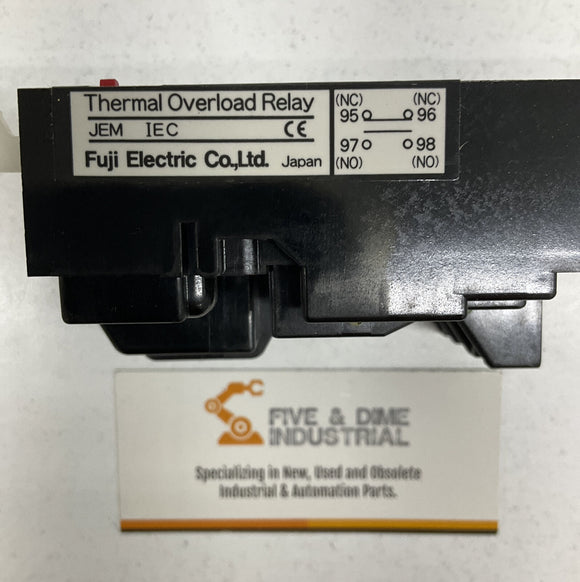 Thermal Overload Relay
JEM IEC CE
Fuji Electric Co.,Ltd. Japan
(NC) (NC)
95 96
97 98
(NO) (NO)
FIVE & DIME
INDUSTRIAL
Specializing in New, Used and Obsolete
Industrial & Automation Parts.